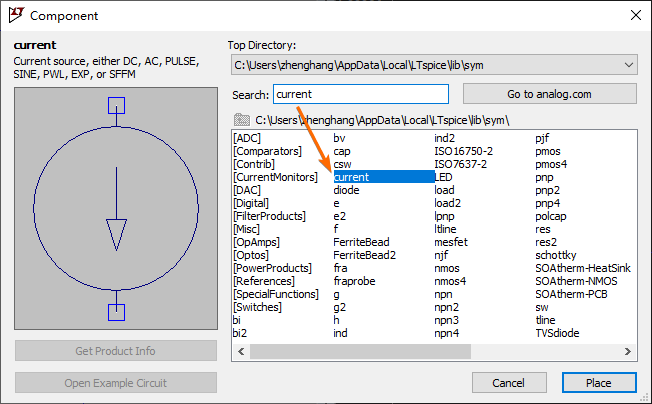 Component
current
Current source, either DC, AC, PULSE,
SINE, PWL, EXP, or SFFM
Get Product Info
Open Example Circuit
Top Directory:
C:\Users\zhenghang\AppData\Local\LTspice\lib\sym
Search: current Go to analog.com
C:\Users\zhenghang\AppData\Local\LTspice\lib\sym\
[ADC] bv ind2 pjf
[Comparators] cap ISO16750-2 pmos
[Contrib] csw ISO7637-2 pmos4
[CurrentMonitors] current LED pnp
[DAC] diode load pnp2
[Digital] e load2 pnp4
[FilterProducts] e2 lpnp polcap
[Misc] f ltline res
[OpAmps] FerriteBead mesfet res2
[Optos] FerriteBead2 njf schottky
[PowerProducts] fra nmos SOAtherm-HeatSink
[References] fraprobe nmos4 SOAtherm-NMOS
[SpecialFunctions] g npn SOAtherm-PCB
[Switches] g2 npn2 sw
bi h npn3 tline
bi2 ind npn4 TVSdiode
Cancel Place